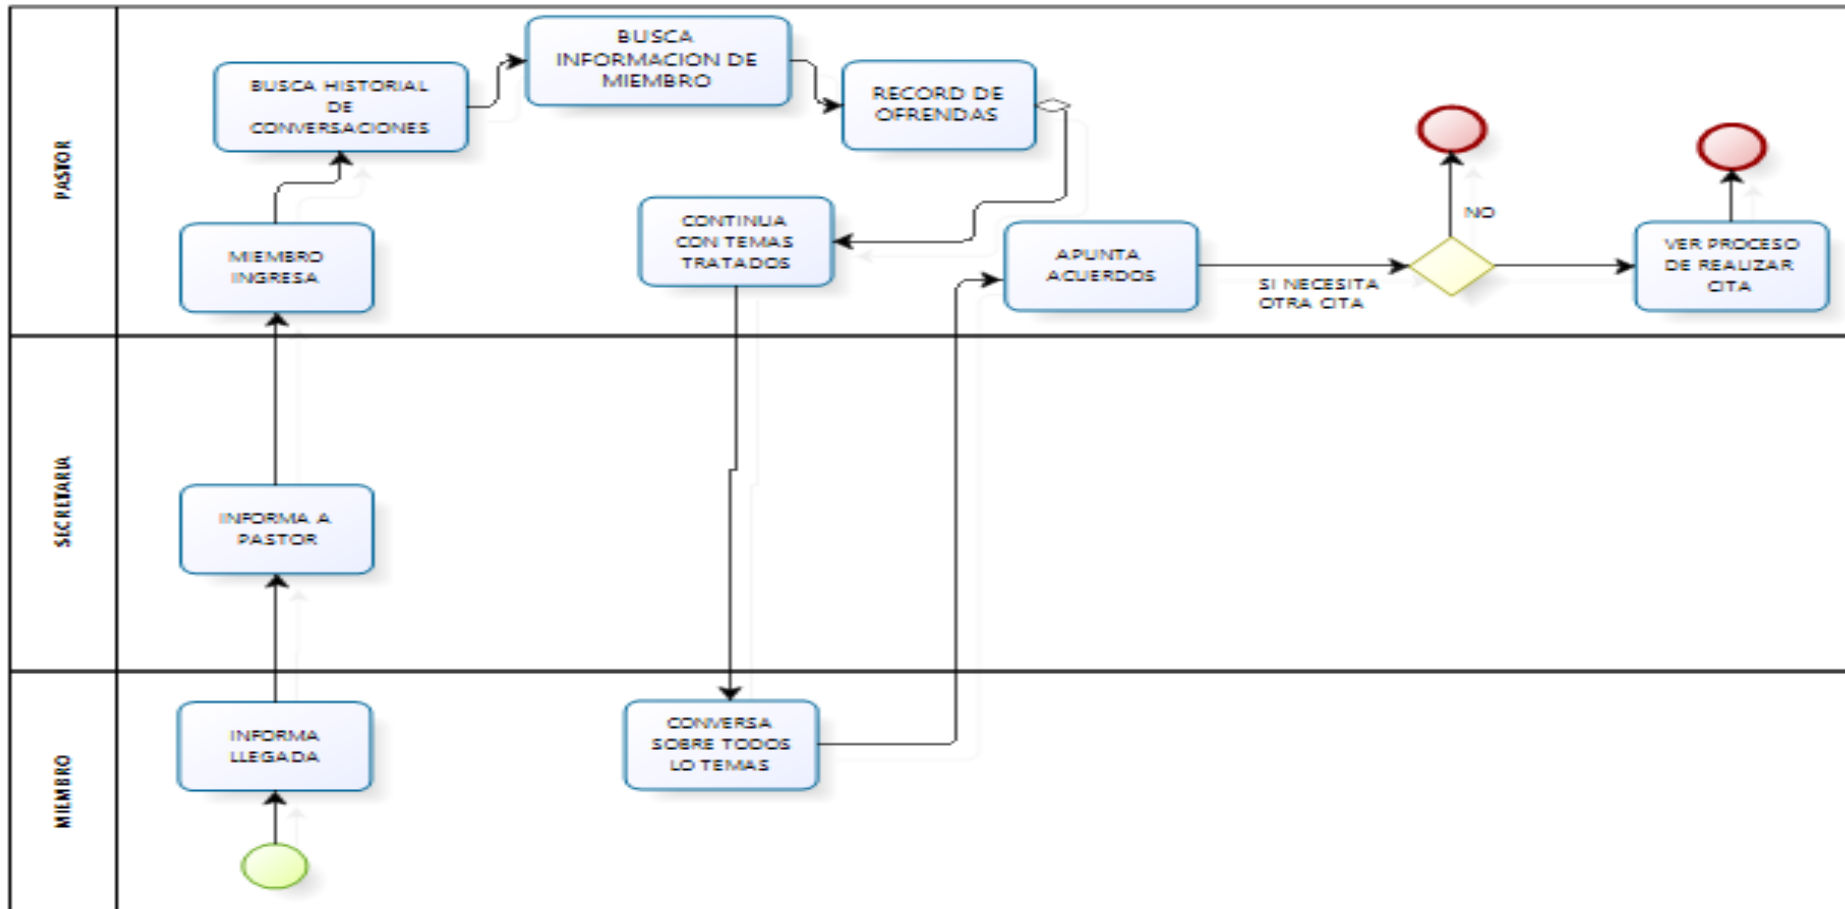 PASTOR
BUSCA HISTORIAL
DE
CONVERSACIONES
BUSCA
INFORMACION DE
MIEMBRO
RECORD DE
OFRENDAS
MIEMBRO
INGRESA
CONTINUA
CON TEMAS
TRATADOS
APUNTA
ACUERDOS
SI NECESITA
OTRA CITA
NO
VER PROCESO
DE REALIZAR
CITA
SECRETARIA
INFORMA A
PASTOR
MIEMBRO
INFORMA
LLEGADA
CONVERSA
SOBRE TODOS
LO TEMAS